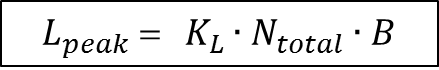 L_peak = K_L · N_total · B